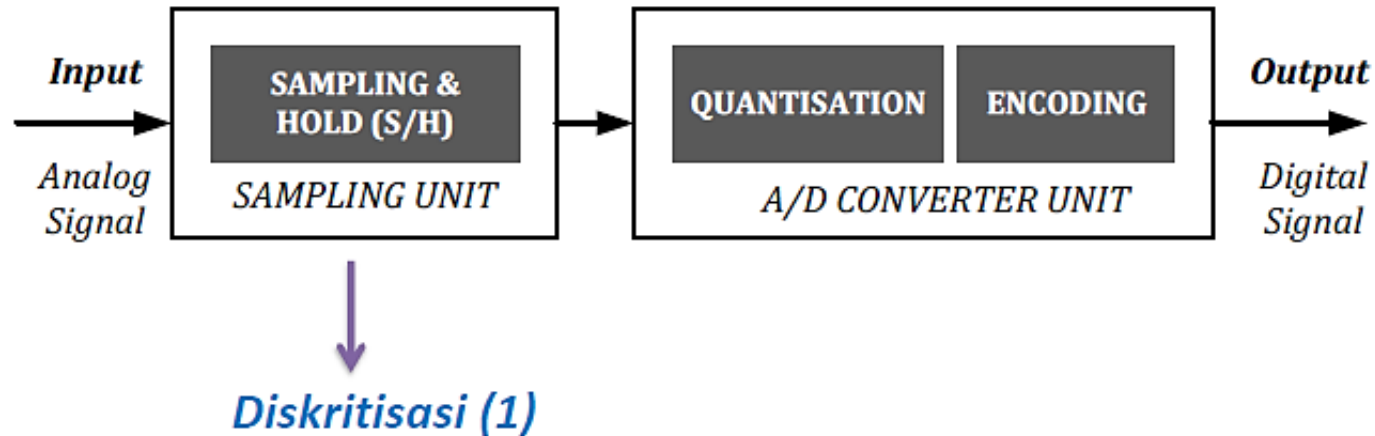 Input
Analog
Signal
SAMPLING &
HOLD (S/H)
SAMPLING UNIT
QUANTISATION
ENCODING
A/D CONVERTER UNIT
Output
Digital
Signal
Diskritisasi (1)